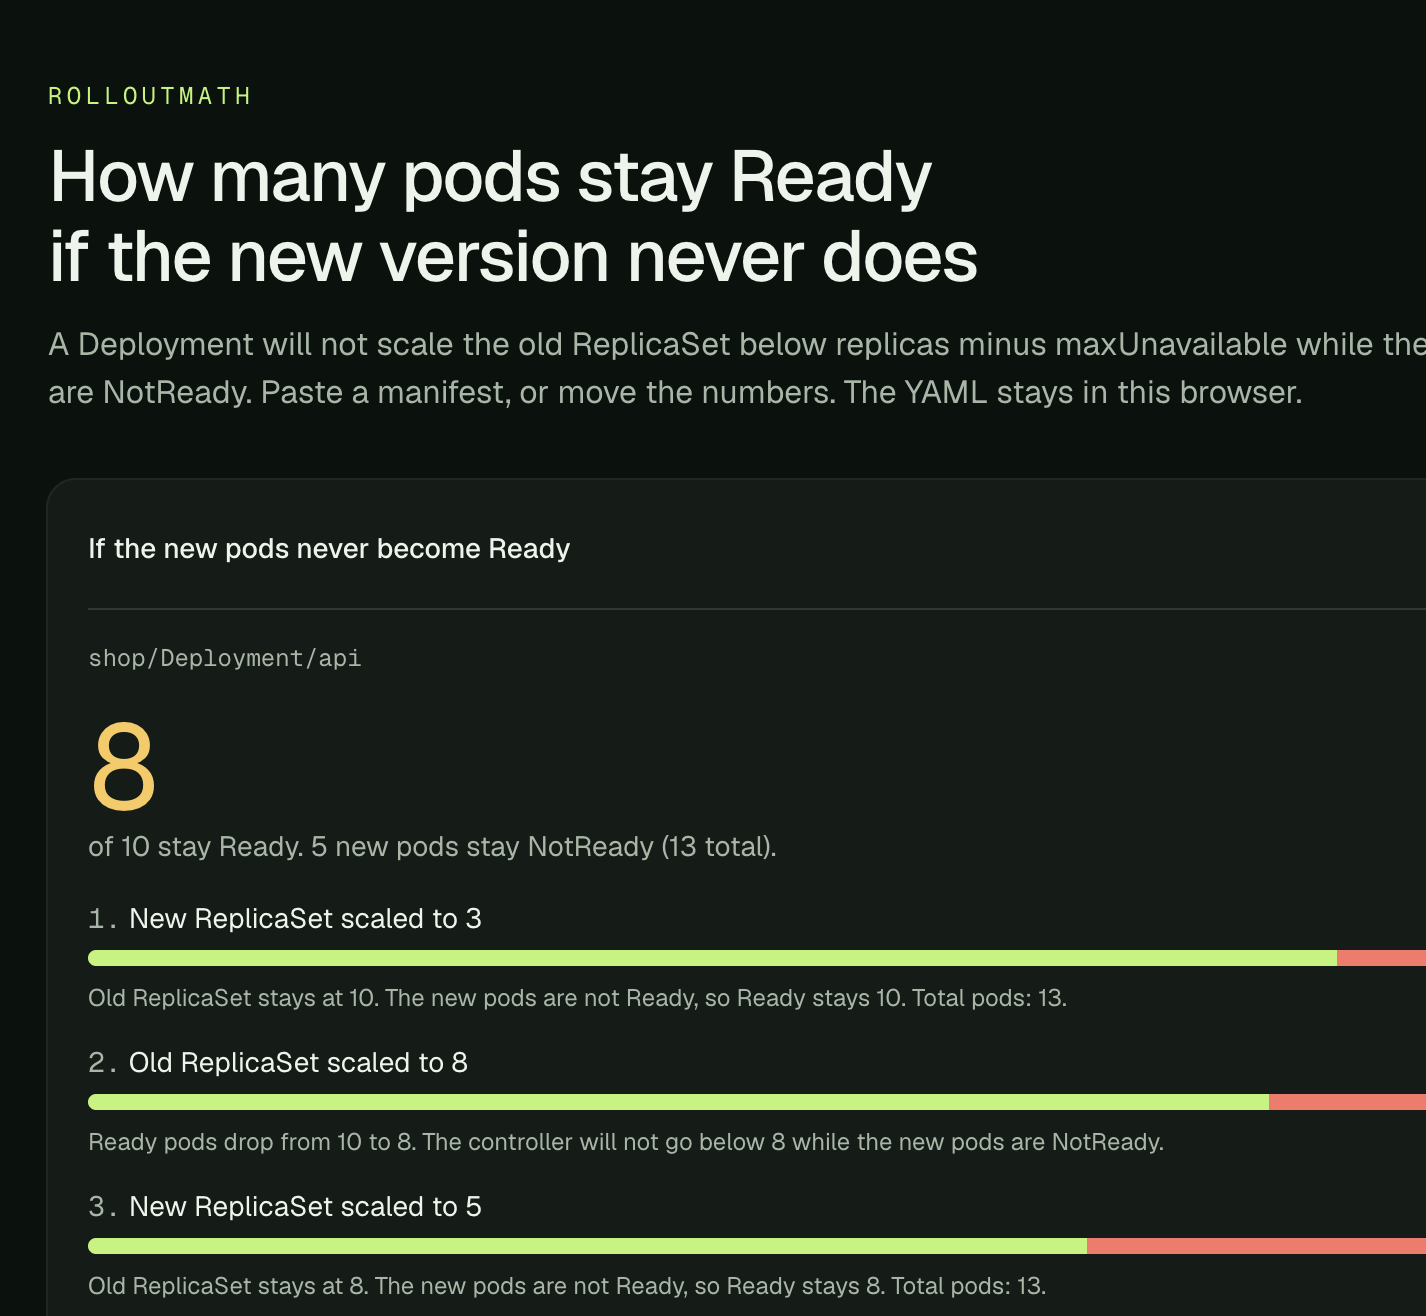 ROLLOUTMATH
How many pods stay Ready
if the new version never does
A Deployment will not scale the old ReplicaSet below replicas minus maxUnavailable while the
are NotReady. Paste a manifest, or move the numbers. The YAML stays in this browser.
If the new pods never become Ready
shop/Deployment/api
8
of 10 stay Ready. 5 new pods stay NotReady (13 total).
1. New ReplicaSet scaled to 3
Old ReplicaSet stays at 10. The new pods are not Ready, so Ready stays 10. Total pods: 13.
2. Old ReplicaSet scaled to 8
Ready pods drop from 10 to 8. The controller will not go below 8 while the new pods are NotReady.
3. New ReplicaSet scaled to 5
Old ReplicaSet stays at 8. The new pods are not Ready, so Ready stays 8. Total pods: 13.